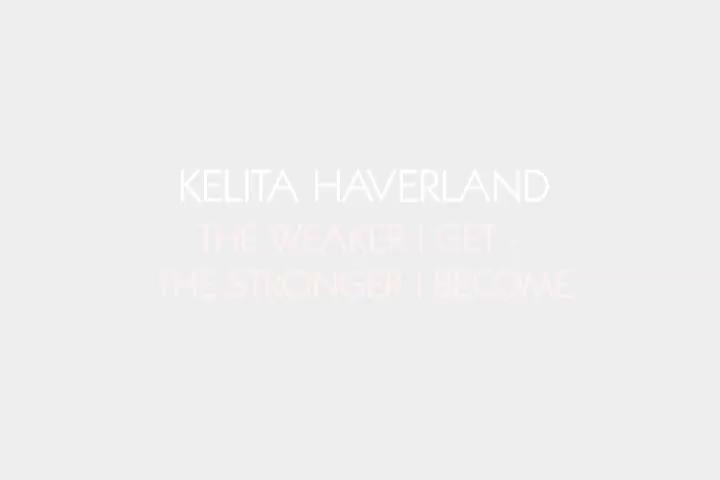 KELITA HAVERLAND
THE WEAKER I GET -
THE STRONGER I BECOME